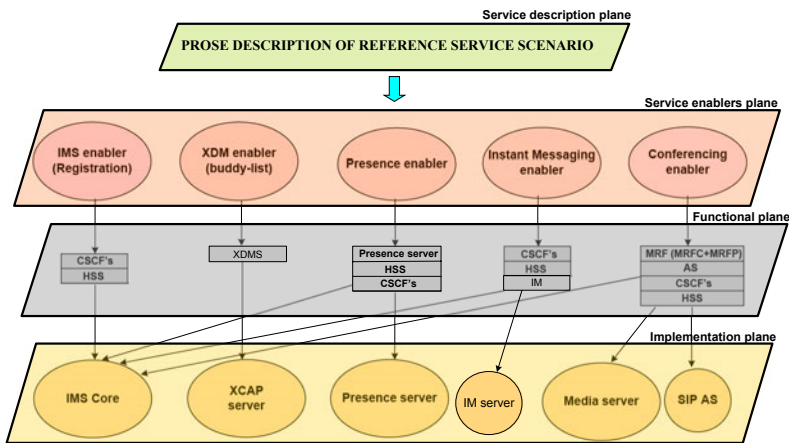 Service description plane
PROSE DESCRIPTION OF REFERENCE SERVICE SCENARIO
Service enablers plane
IMS enabler
(Registration)
XDM enabler
(buddy-list)
Presence enabler
Instant Messaging
enabler
Conferencing
enabler
Functional plane
CSCF's
HSS
XDMS
Presence server
HSS
CSCF's
CSCF's
HSS
IM
MRF (MRFC+MRFP)
AS
CSCF's
HSS
Implementation plane
IMS Core
XCAP
server
Presence server
IM server
Media server
SIP AS